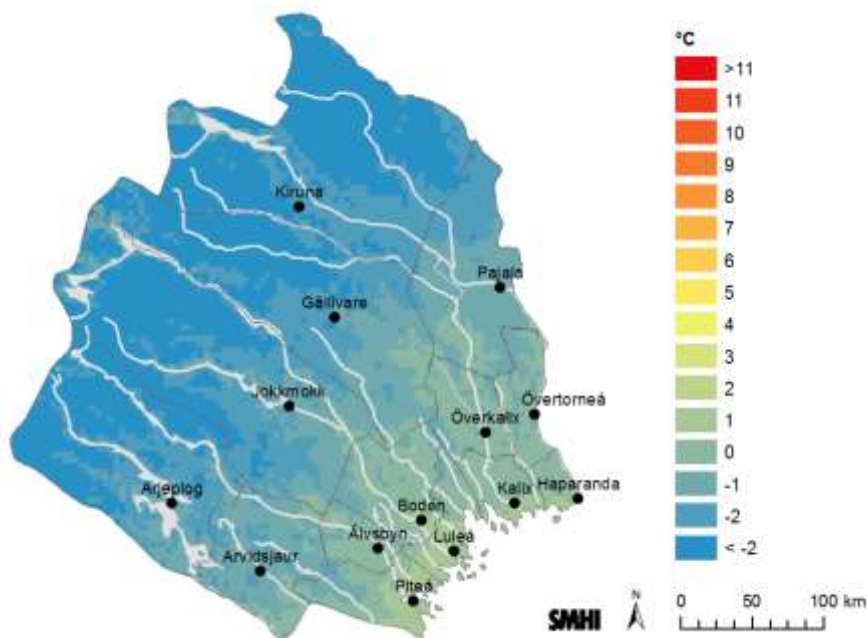 °C
>11
11
10
9
8
7
6
5
4
3
2
1
0
-1
-2
< -2
Kiruna
Pajala
Gällivare
Jokkmokk
Övertorneå
Överkalix
Arjeplog
Kalix
Haparanda
Boden
Älvsbyn
Luleå
Arvidsjaur
Piteå
SMHI
N
0 50 100 km